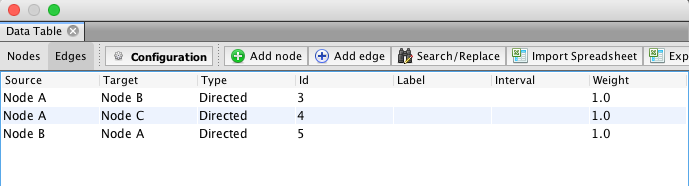 Data Table
Nodes Edges Configuration Add node Add edge Search/Replace Import Spreadsheet Exp
Source Target Type Id Label Interval Weight
Node A Node B Directed 3 1.0
Node A Node C Directed 4 1.0
Node B Node A Directed 5 1.0